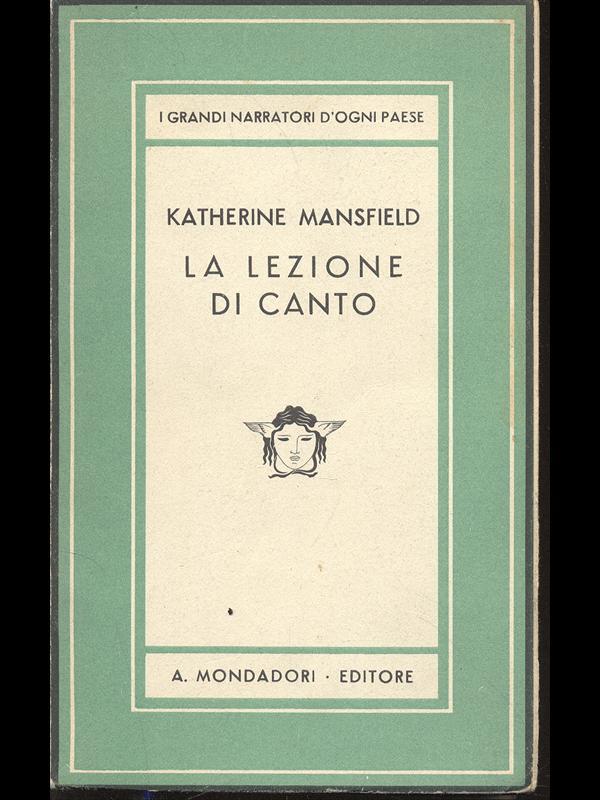 I GRANDI NARRATORI D'OGNI PAESE
KATHERINE MANSFIELD
LA LEZIONE
DI CANTO
A. MONDADORI · EDITORE